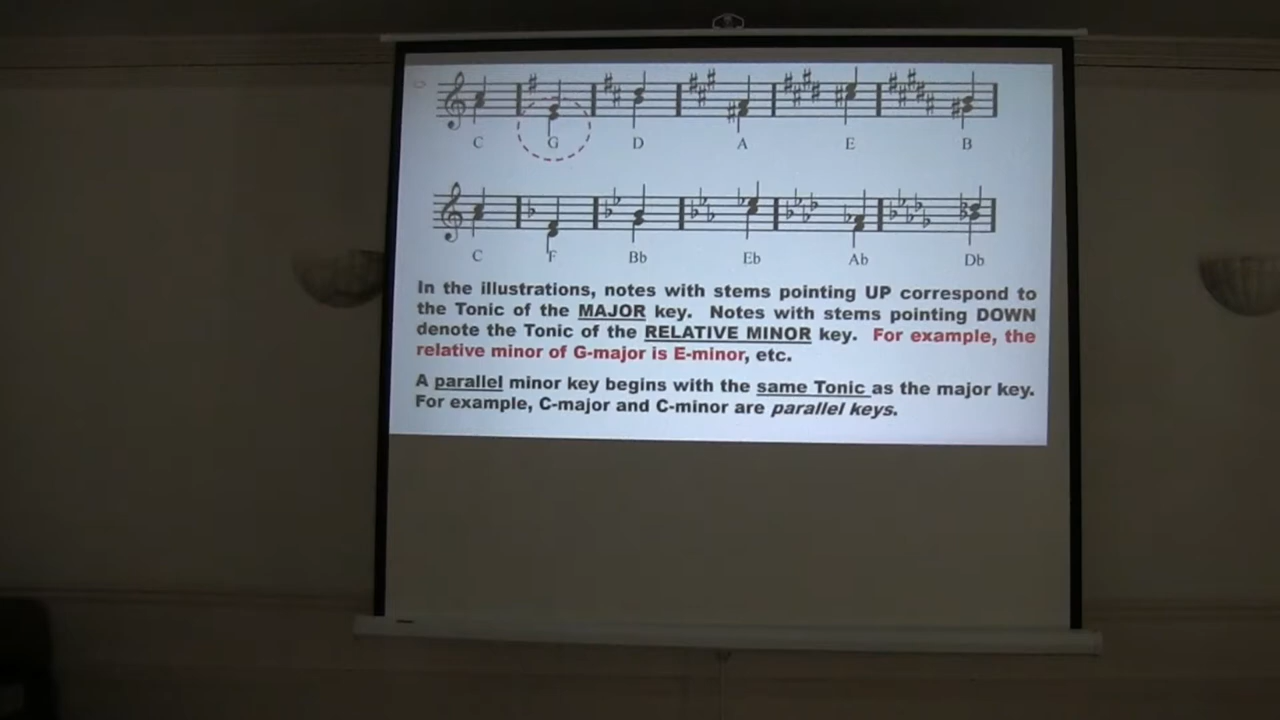 C G D A E B
C F Bb Eb Ab Db
In the illustrations, notes with stems pointing UP correspond to
the Tonic of the MAJOR key. Notes with stems pointing DOWN
denote the Tonic of the RELATIVE MINOR key. For example, the
relative minor of G-major is E-minor, etc.
A parallel minor key begins with the same Tonic as the major key.
For example, C-major and C-minor are parallel keys.